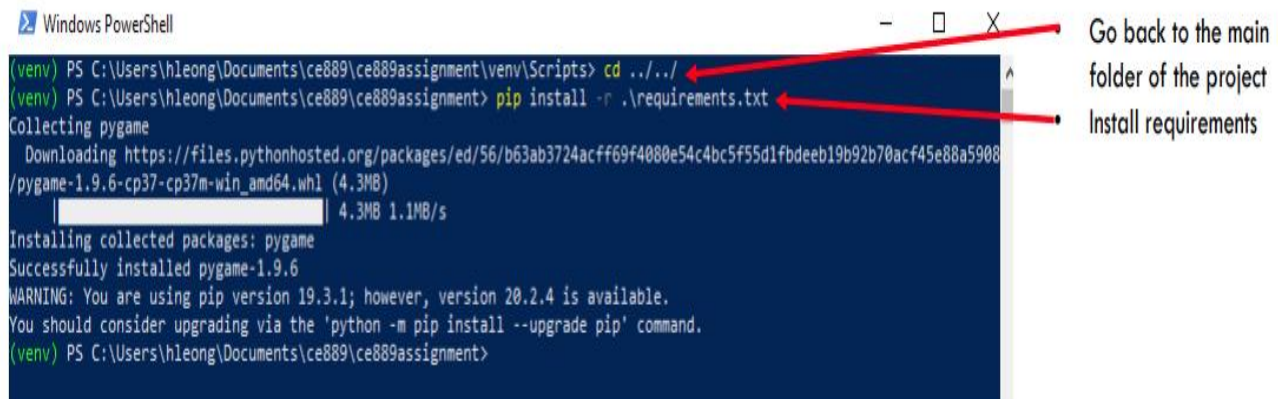 Windows PowerShell
(venv) PS C:\Users\hleong\Documents\ce889\ce889assignment\venv\Scripts> cd ../../
(venv) PS C:\Users\hleong\Documents\ce889\ce889assignment> pip install -r .\requirements.txt
Collecting pygame
Downloading https://files.pythonhosted.org/packages/ed/56/b63ab3724acff69f4080e54c4bc5f55d1fbdeeb19b92b70acf45e88a5908
/pygame-1.9.6-cp37-cp37m-win_amd64.whl (4.3MB)
| | 4.3MB 1.1MB/s
Installing collected packages: pygame
Successfully installed pygame-1.9.6
WARNING: You are using pip version 19.3.1; however, version 20.2.4 is available.
You should consider upgrading via the 'python -m pip install --upgrade pip' command.
(venv) PS C:\Users\hleong\Documents\ce889\ce889assignment>
• Go back to the main
folder of the project
• Install requirements